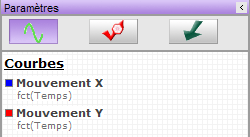 Paramètres
Courbes
Mouvement X
fct(Temps)
Mouvement Y
fct(Temps)